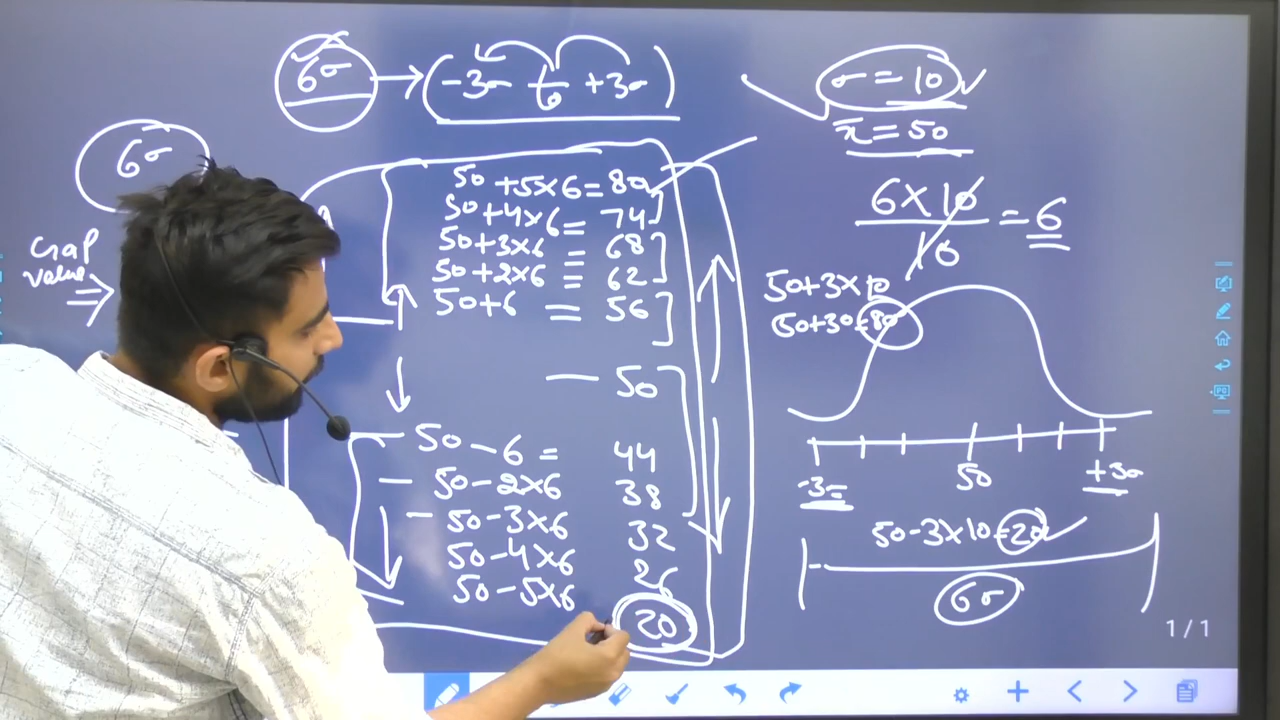 6σ → (-3σ to +3σ)
6σ
Gap
value ⇒
50 +5×6 = 80
50+4×6 = 74
50+3×6 = 68
50+2×6 = 62
50+6 = 56
— 50
50 - 6 = 44
50-2×6 38
50-3×6 32
50-4×6 26
50-5×6 20
σ = 10 ✓
x̄ = 50
6×10/10 = 6
50+3×10
50+30=80
50
+3σ
50-3×10=20
6σ
1/1